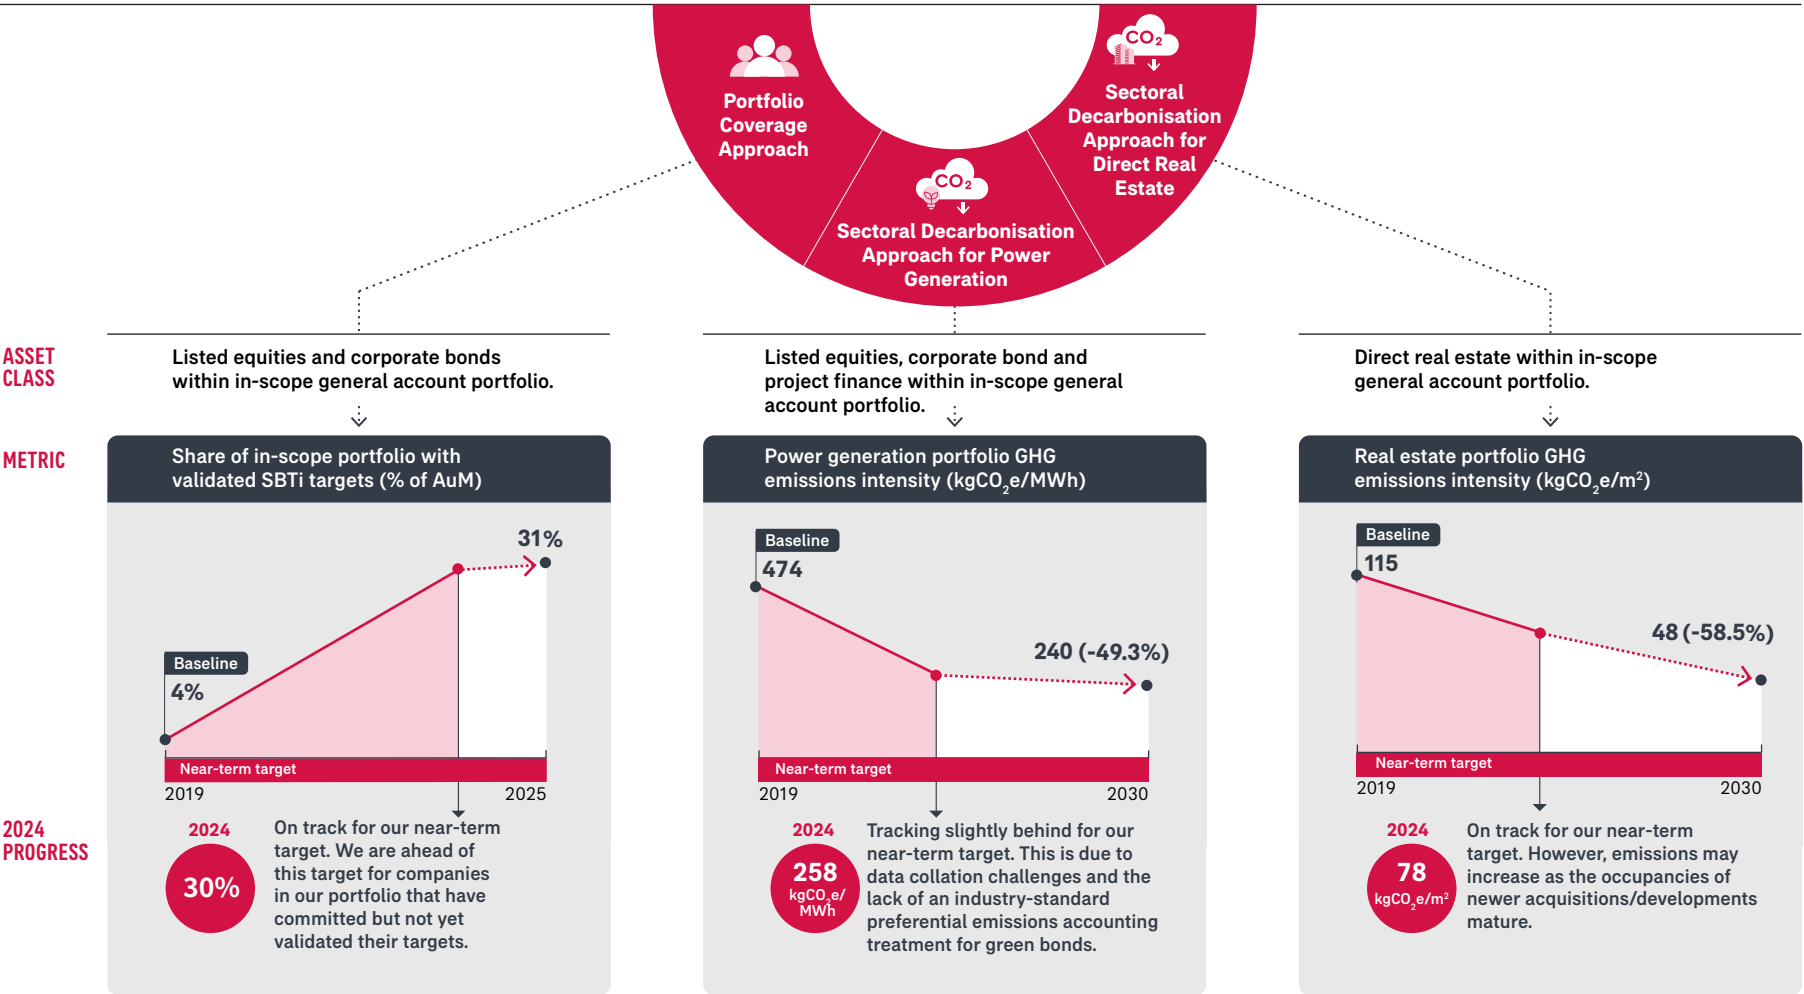 Portfolio
Coverage
Approach
CO2
Sectoral Decarbonisation
Approach for Power
Generation
CO2
Sectoral
Decarbonisation
Approach for
Direct Real
Estate
ASSET
CLASS
Listed equities and corporate bonds
within in-scope general account portfolio.
Listed equities, corporate bond and
project finance within in-scope general
account portfolio.
Direct real estate within in-scope
general account portfolio.
METRIC
Share of in-scope portfolio with
validated SBTi targets (% of AuM)
Baseline
4%
31%
Near-term target
2019
2025
Power generation portfolio GHG
emissions intensity (kgCO2e/MWh)
Baseline
474
240 (-49.3%)
Near-term target
2019
2030
Real estate portfolio GHG
emissions intensity (kgCO2e/m²)
Baseline
115
48 (-58.5%)
Near-term target
2019
2030
2024
PROGRESS
2024
30%
On track for our near-term
target. We are ahead of
this target for companies
in our portfolio that have
committed but not yet
validated their targets.
2024
258
kgCO2e/
MWh
Tracking slightly behind for our
near-term target. This is due to
data collation challenges and the
lack of an industry-standard
preferential emissions accounting
treatment for green bonds.
2024
78
kgCO2e/m²
On track for our near-term
target. However, emissions may
increase as the occupancies of
newer acquisitions/developments
mature.